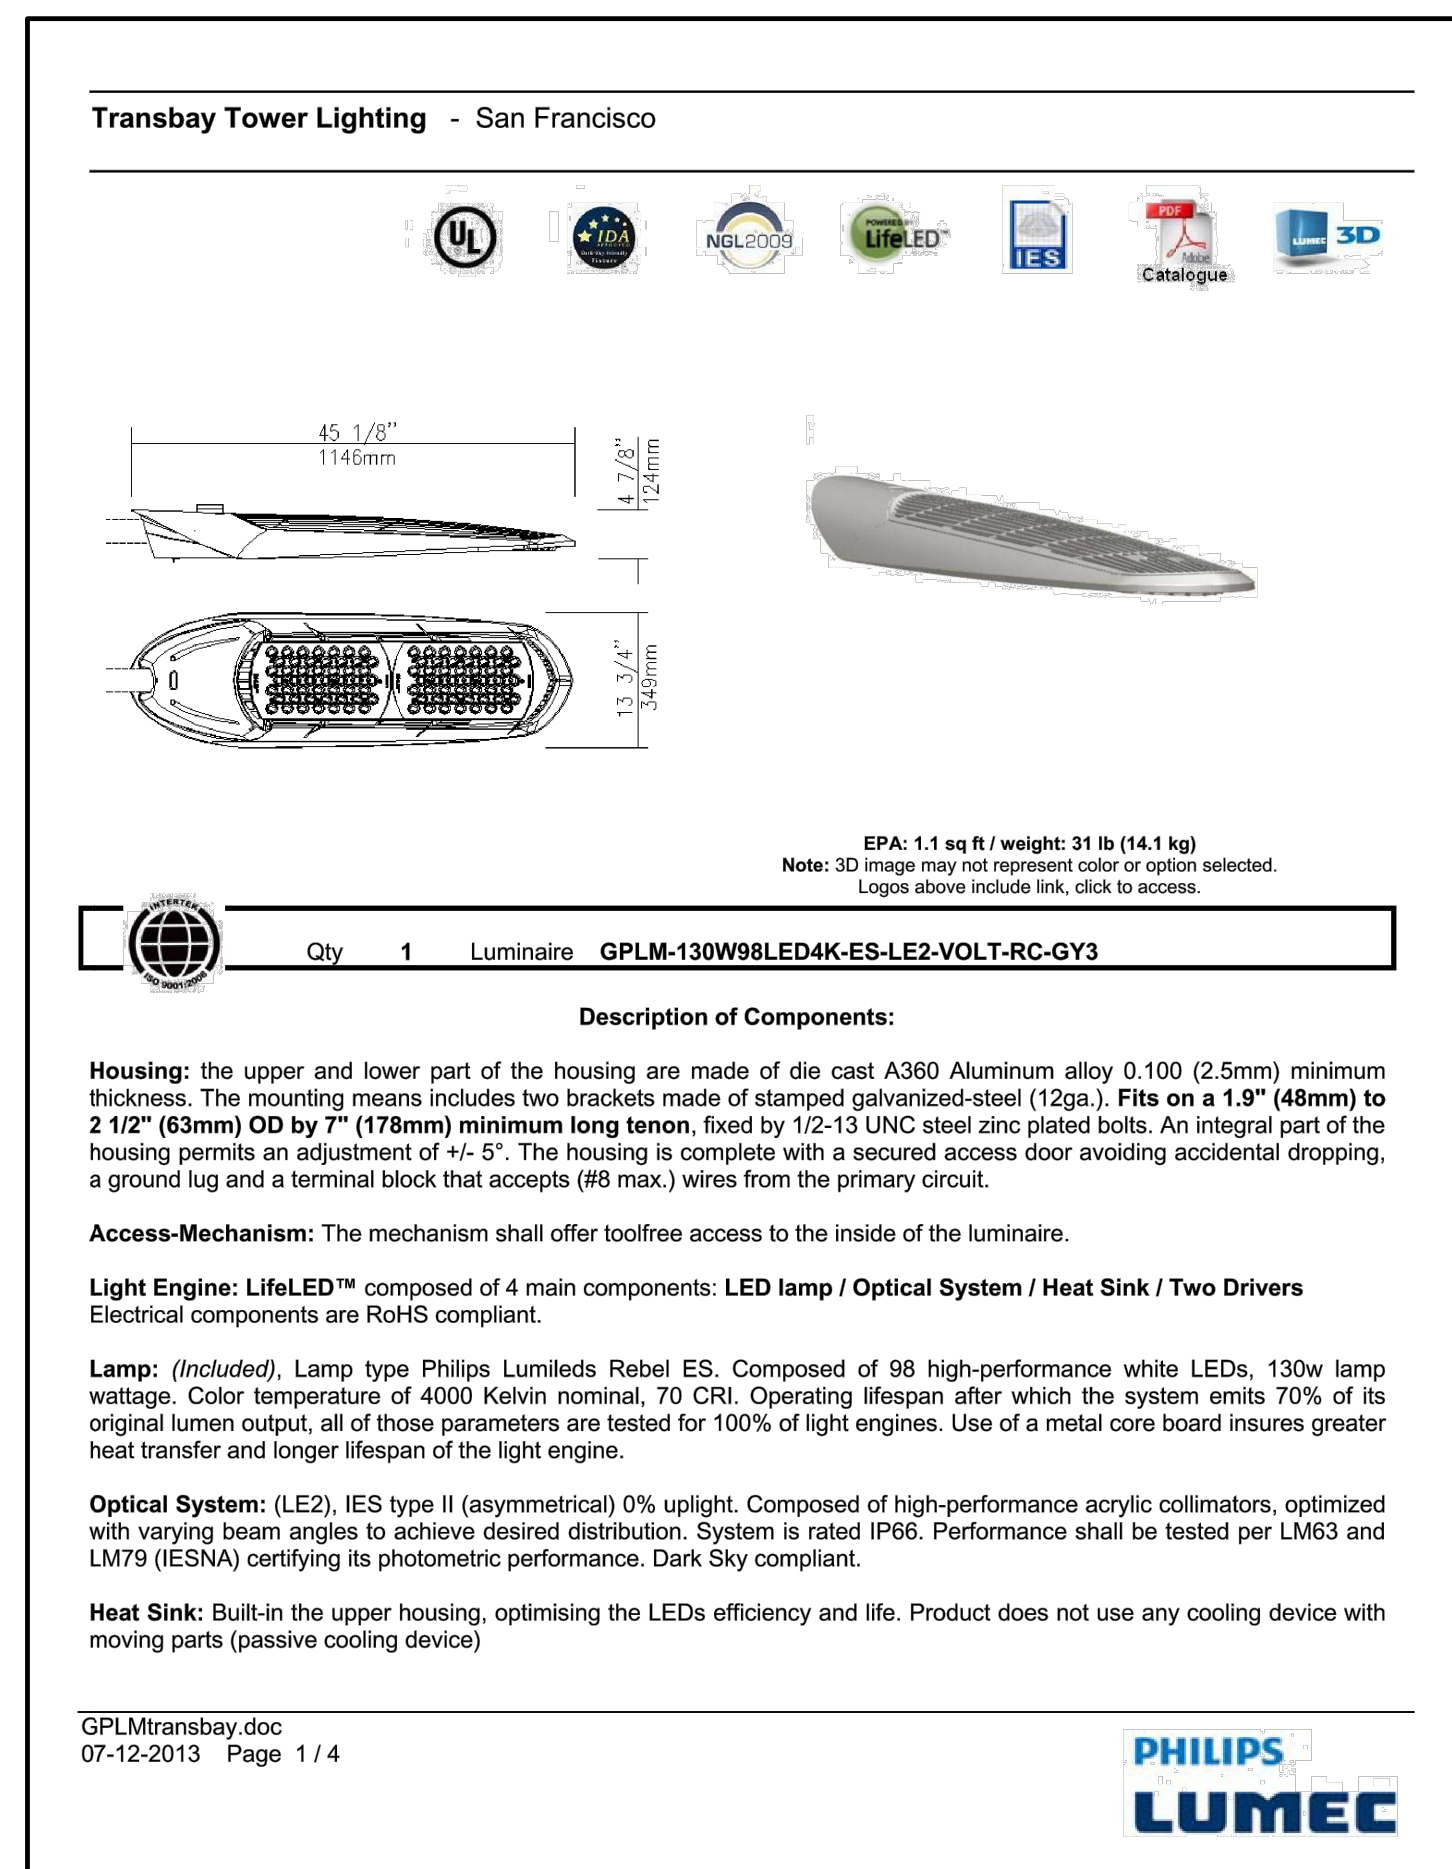 Transbay Tower Lighting - San Francisco
UL
IDA
APPROVED
Dark-Sky Friendly
Fixture
NGL2009
POWERED BY
LifeLED™
IES
PDF
Adobe
Catalogue
LUMEC 3D
45 1/8"
1146mm
4 7/8"
124mm
13 3/4"
349mm
EPA: 1.1 sq ft / weight: 31 lb (14.1 kg)
Note: 3D image may not represent color or option selected.
Logos above include link, click to access.
INTERTEK
ISO 9001:2008
Qty 1 Luminaire GPLM-130W98LED4K-ES-LE2-VOLT-RC-GY3
Description of Components:
Housing: the upper and lower part of the housing are made of die cast A360 Aluminum alloy 0.100 (2.5mm) minimum
thickness. The mounting means includes two brackets made of stamped galvanized-steel (12ga.). Fits on a 1.9" (48mm) to
2 1/2" (63mm) OD by 7" (178mm) minimum long tenon, fixed by 1/2-13 UNC steel zinc plated bolts. An integral part of the
housing permits an adjustment of +/- 5°. The housing is complete with a secured access door avoiding accidental dropping,
a ground lug and a terminal block that accepts (#8 max.) wires from the primary circuit.
Access-Mechanism: The mechanism shall offer toolfree access to the inside of the luminaire.
Light Engine: LifeLED™ composed of 4 main components: LED lamp / Optical System / Heat Sink / Two Drivers
Electrical components are RoHS compliant.
Lamp: (Included), Lamp type Philips Lumileds Rebel ES. Composed of 98 high-performance white LEDs, 130w lamp
wattage. Color temperature of 4000 Kelvin nominal, 70 CRI. Operating lifespan after which the system emits 70% of its
original lumen output, all of those parameters are tested for 100% of light engines. Use of a metal core board insures greater
heat transfer and longer lifespan of the light engine.
Optical System: (LE2), IES type II (asymmetrical) 0% uplight. Composed of high-performance acrylic collimators, optimized
with varying beam angles to achieve desired distribution. System is rated IP66. Performance shall be tested per LM63 and
LM79 (IESNA) certifying its photometric performance. Dark Sky compliant.
Heat Sink: Built-in the upper housing, optimising the LEDs efficiency and life. Product does not use any cooling device with
moving parts (passive cooling device)
GPLMtransbay.doc
07-12-2013 Page 1 / 4
PHILIPS
LUMEC